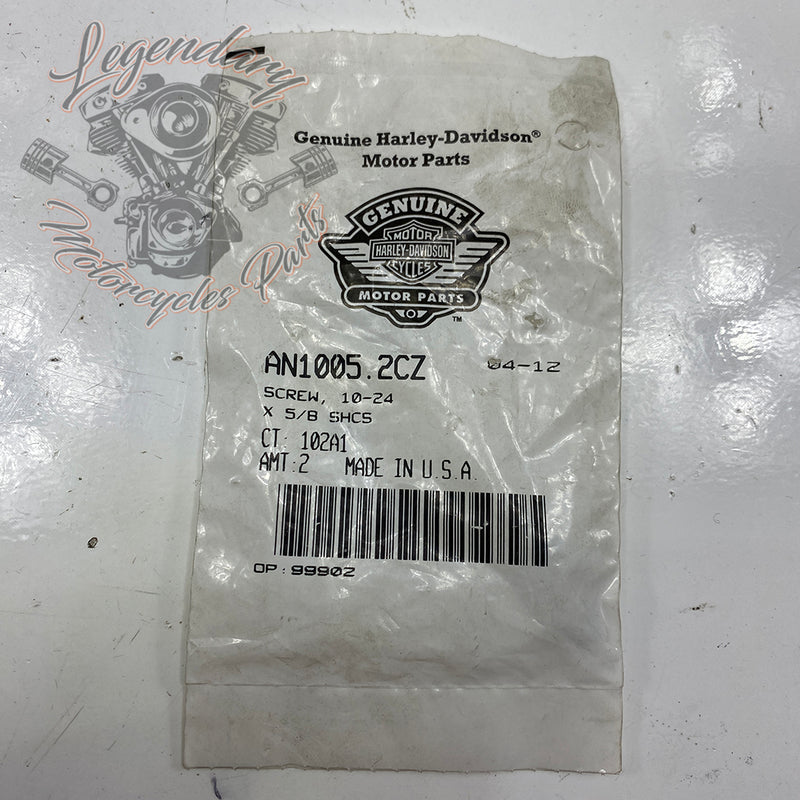 Legendary
Motorcycles Parts
Genuine Harley-Davidson®
Motor Parts
GENUINE
MOTOR
HARLEY-DAVIDSON
CYCLES
MOTOR PARTS
™
AN1005.2CZ 04-12
SCREW, 10-24
X 5/8 SHCS
CT: 102A1
AMT:2 MADE IN U.S.A.
OP:99902